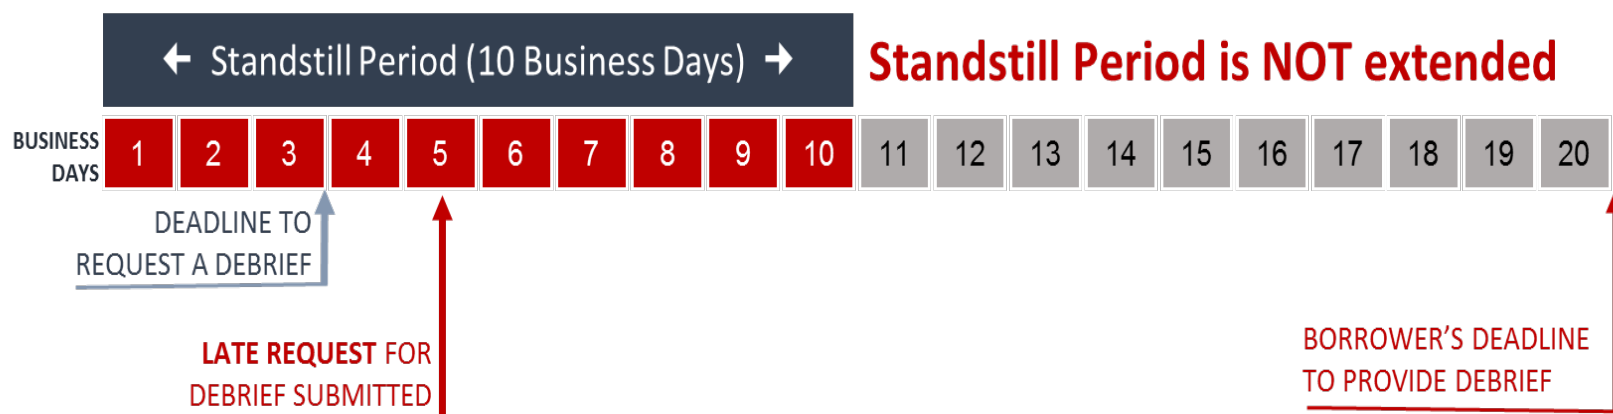 ← Standstill Period (10 Business Days) →
Standstill Period is NOT extended
BUSINESS
DAYS
1 2 3 4 5 6 7 8 9 10 11 12 13 14 15 16 17 18 19 20
DEADLINE TO
REQUEST A DEBRIEF
LATE REQUEST FOR
DEBRIEF SUBMITTED
BORROWER'S DEADLINE
TO PROVIDE DEBRIEF